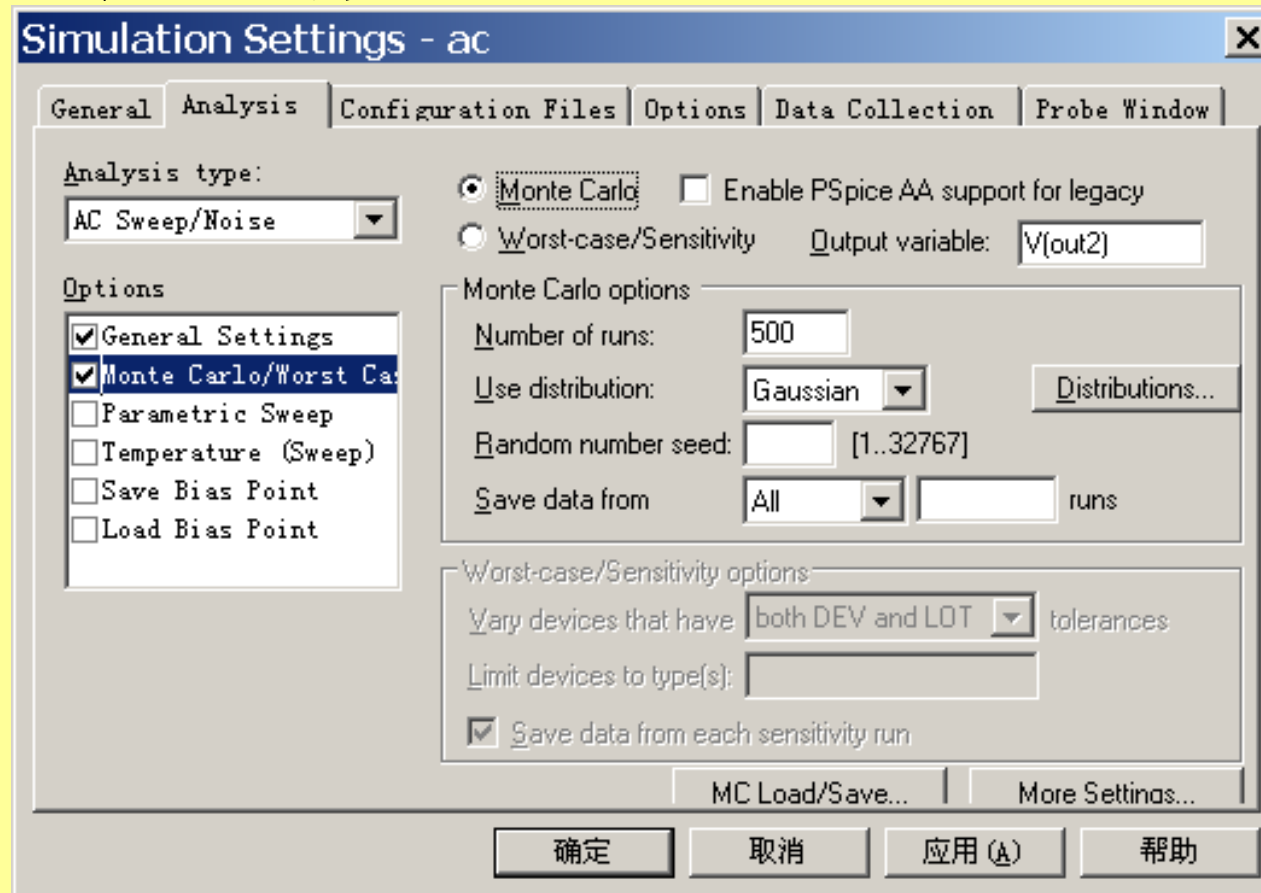 Simulation Settings - ac
General Analysis Configuration Files Options Data Collection Probe Window
Analysis type:
AC Sweep/Noise
Options
General Settings
Monte Carlo/Worst Cas
Parametric Sweep
Temperature (Sweep)
Save Bias Point
Load Bias Point
Monte Carlo Enable PSpice AA support for legacy
Worst-case/Sensitivity Output variable: V(out2)
Monte Carlo options
Number of runs: 500
Use distribution: Gaussian Distributions...
Random number seed: [1..32767]
Save data from All runs
Worst-case/Sensitivity options
Vary devices that have both DEV and LOT tolerances
Limit devices to type(s):
Save data from each sensitivity run
MC Load/Save... More Settings...
确定 取消 应用(A) 帮助